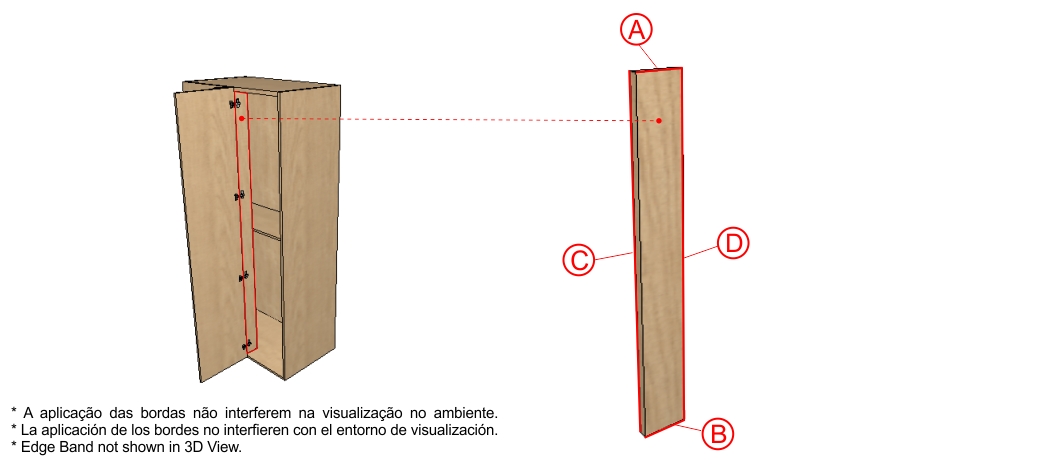 A
C
D
B
* A aplicação das bordas não interferem na visualização no ambiente.
* La aplicación de los bordes no interfieren con el entorno de visualización.
* Edge Band not shown in 3D View.